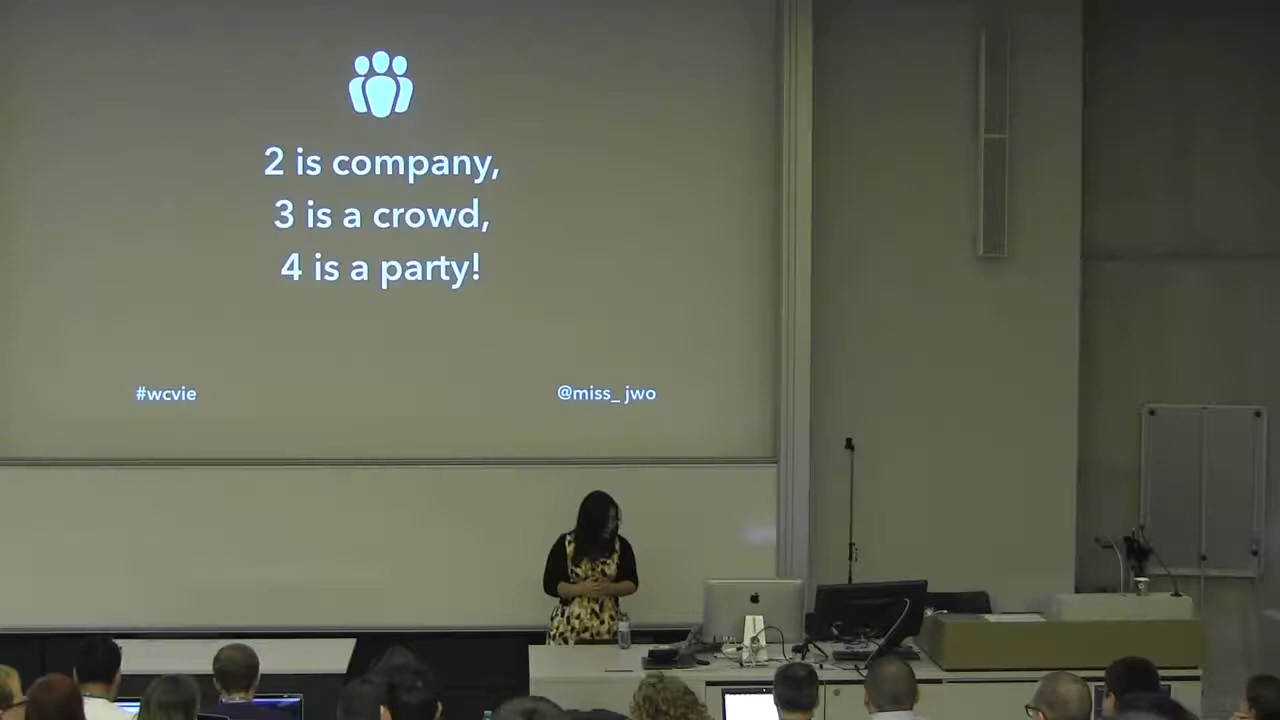 2 is company,
3 is a crowd,
4 is a party!
#wcvie
@miss_ jwo